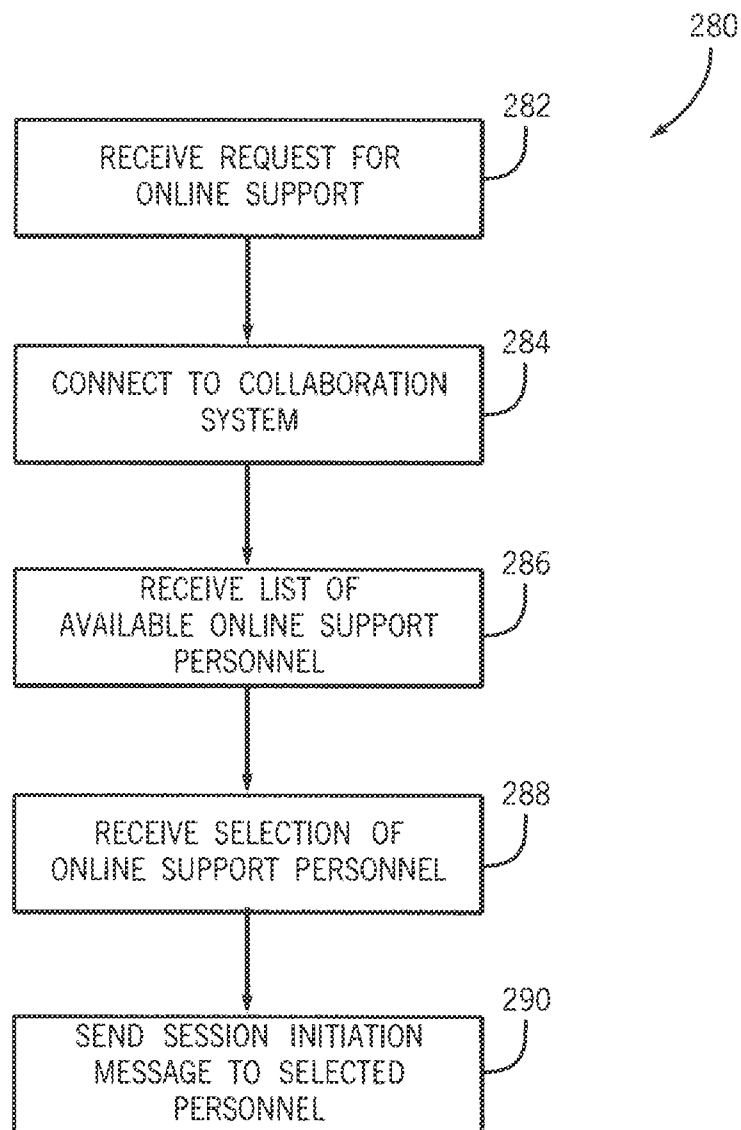 280
282
RECEIVE REQUEST FOR
ONLINE SUPPORT
284
CONNECT TO COLLABORATION
SYSTEM
286
RECEIVE LIST OF
AVAILABLE ONLINE SUPPORT
PERSONNEL
288
RECEIVE SELECTION OF
ONLINE SUPPORT PERSONNEL
290
SEND SESSION INITIATION
MESSAGE TO SELECTED
PERSONNEL